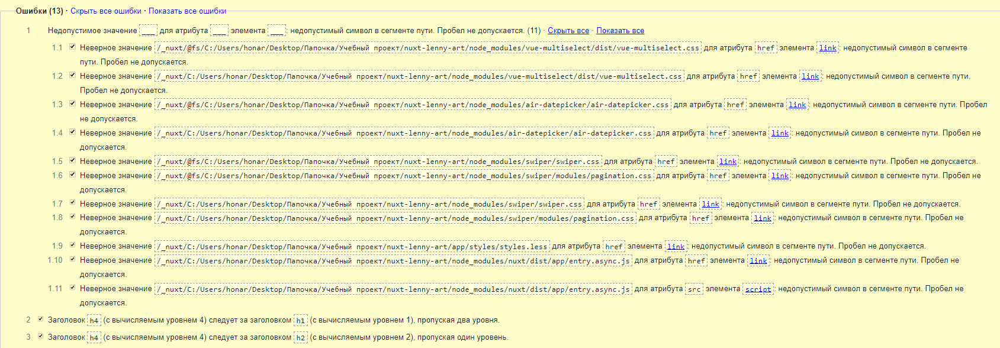 Ошибки (13) · Скрыть все ошибки · Показать все ошибки
1 Недопустимое значение ___ для атрибута ___ элемента ___: недопустимый символ в сегменте пути. Пробел не допускается. (11) · Скрыть все · Показать все
1.1 Неверное значение /_nuxt/@fs/C:/Users/honar/Desktop/Папочка/Учебный проект/nuxt-lenny-art/node_modules/vue-multiselect/dist/vue-multiselect.css для атрибута href элемента link: недопустимый символ в сегменте
пути. Пробел не допускается.
1.2 Неверное значение /_nuxt/C:/Users/honar/Desktop/Папочка/Учебный проект/nuxt-lenny-art/node_modules/vue-multiselect/dist/vue-multiselect.css для атрибута href элемента link: недопустимый символ в сегменте пути.
Пробел не допускается.
1.3 Неверное значение /_nuxt/@fs/C:/Users/honar/Desktop/Папочка/Учебный проект/nuxt-lenny-art/node_modules/air-datepicker/air-datepicker.css для атрибута href элемента link: недопустимый символ в сегменте пути. Пробел
не допускается.
1.4 Неверное значение /_nuxt/C:/Users/honar/Desktop/Папочка/Учебный проект/nuxt-lenny-art/node_modules/air-datepicker/air-datepicker.css для атрибута href элемента link: недопустимый символ в сегменте пути. Пробел не
допускается.
1.5 Неверное значение /_nuxt/@fs/C:/Users/honar/Desktop/Папочка/Учебный проект/nuxt-lenny-art/node_modules/swiper/swiper.css для атрибута href элемента link: недопустимый символ в сегменте пути. Пробел не допускается.
1.6 Неверное значение /_nuxt/@fs/C:/Users/honar/Desktop/Папочка/Учебный проект/nuxt-lenny-art/node_modules/swiper/modules/pagination.css для атрибута href элемента link: недопустимый символ в сегменте пути. Пробел не
допускается.
1.7 Неверное значение /_nuxt/C:/Users/honar/Desktop/Папочка/Учебный проект/nuxt-lenny-art/node_modules/swiper/swiper.css для атрибута href элемента link: недопустимый символ в сегменте пути. Пробел не допускается.
1.8 Неверное значение /_nuxt/C:/Users/honar/Desktop/Папочка/Учебный проект/nuxt-lenny-art/node_modules/swiper/modules/pagination.css для атрибута href элемента link: недопустимый символ в сегменте пути. Пробел не
допускается.
1.9 Неверное значение /_nuxt/C:/Users/honar/Desktop/Папочка/Учебный проект/nuxt-lenny-art/app/styles/styles.less для атрибута href элемента link: недопустимый символ в сегменте пути. Пробел не допускается.
1.10 Неверное значение /_nuxt/C:/Users/honar/Desktop/Папочка/Учебный проект/nuxt-lenny-art/node_modules/nuxt/dist/app/entry.async.js для атрибута href элемента link: недопустимый символ в сегменте пути. Пробел не
допускается.
1.11 Неверное значение /_nuxt/C:/Users/honar/Desktop/Папочка/Учебный проект/nuxt-lenny-art/node_modules/nuxt/dist/app/entry.async.js для атрибута src элемента script: недопустимый символ в сегменте пути. Пробел не
допускается.
2 Заголовок h4 (с вычисляемым уровнем 4) следует за заголовком h1 (с вычисляемым уровнем 1), пропуская два уровня.
3 Заголовок h4 (с вычисляемым уровнем 4) следует за заголовком h2 (с вычисляемым уровнем 2), пропуская один уровень.